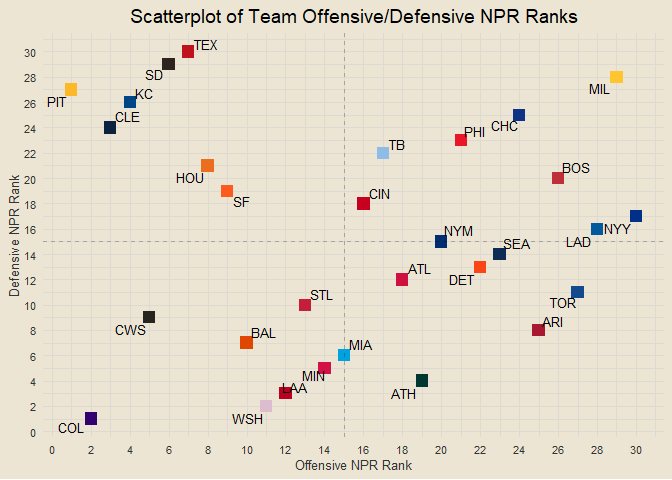 Scatterplot of Team Offensive/Defensive NPR Ranks
30
28
26
24
22
20
18
16
14
12
10
8
6
4
2
0
Defensive NPR Rank
TEX
SD
KC
PIT
CLE
MIL
CHC
PHI
TB
HOU
BOS
SF
CIN
NYM
NYY
LAD
SEA
ATL
DET
TOR
STL
ARI
CWS
BAL
MIA
MIN
LAA
ATH
WSH
COL
0 2 4 6 8 10 12 14 16 18 20 22 24 26 28 30
Offensive NPR Rank